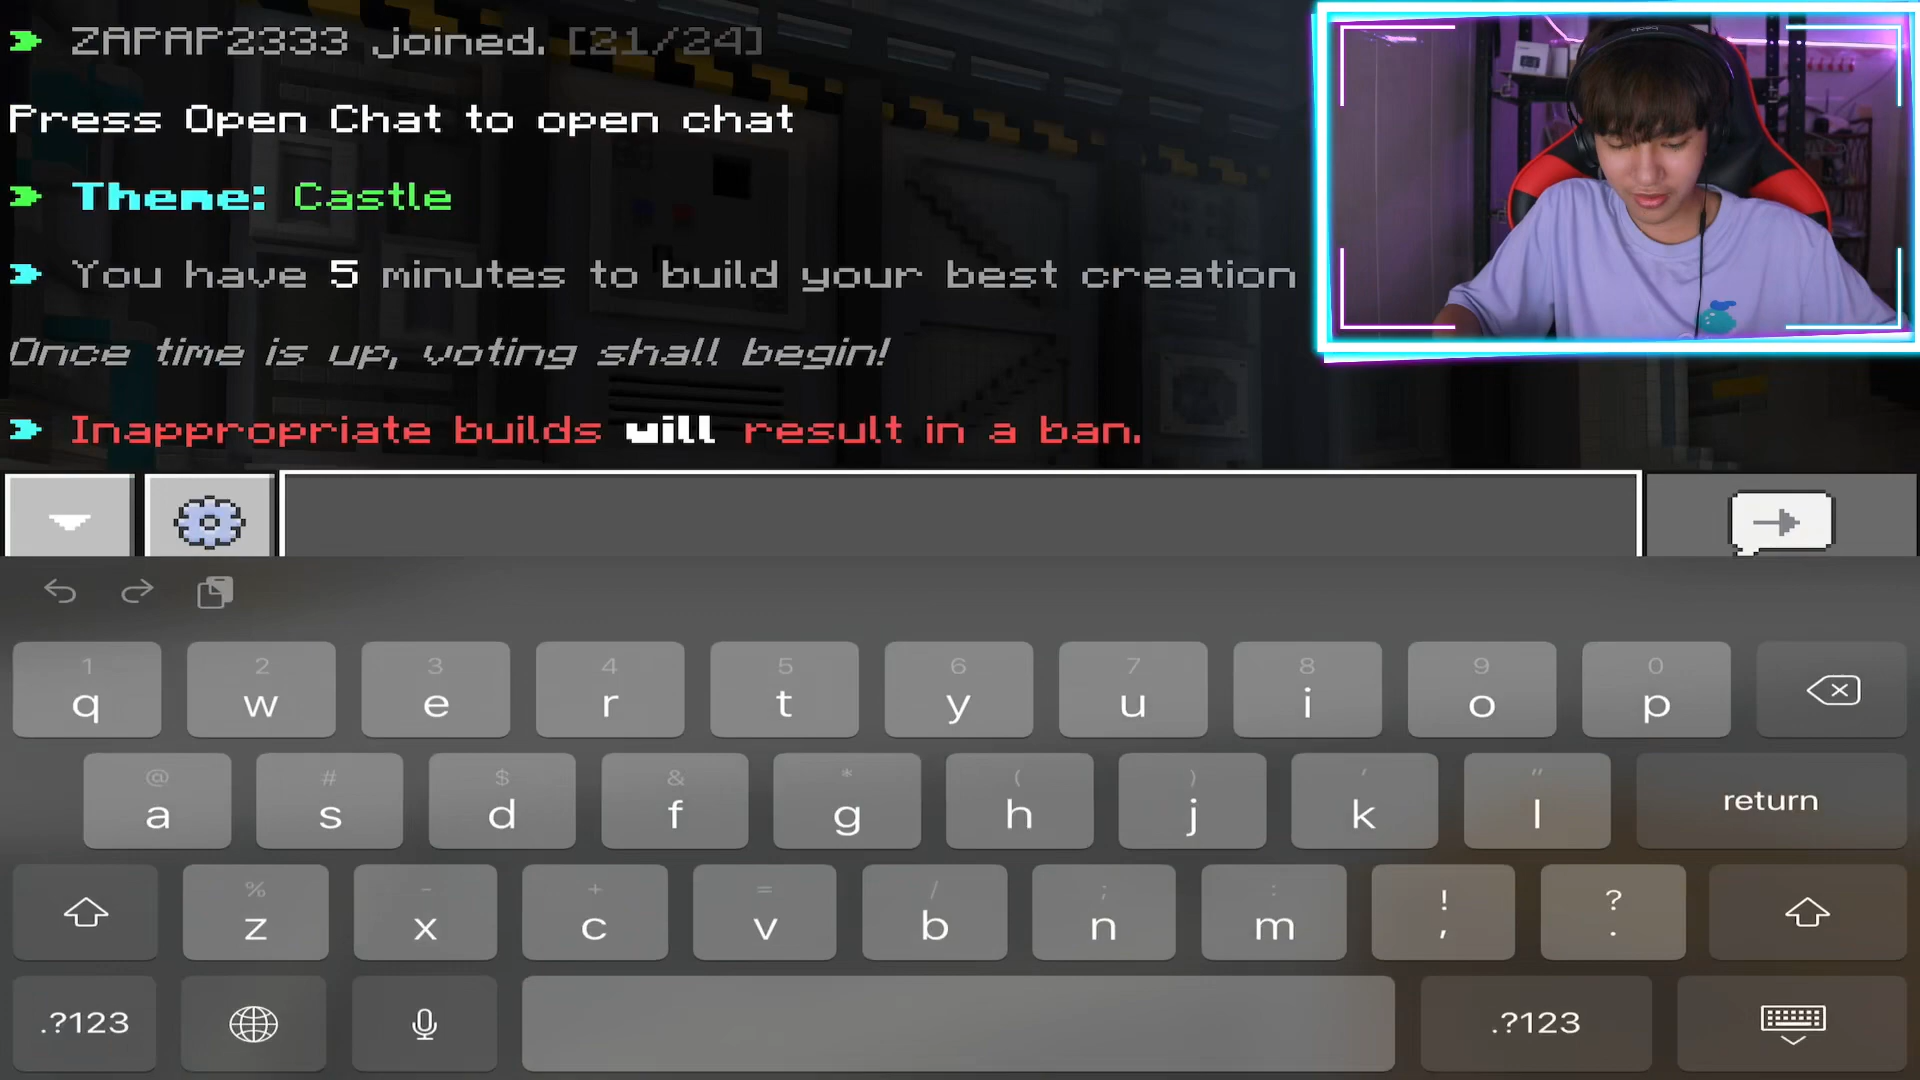 ZAPAP2333 joined. [21/24]
Press Open Chat to open chat
Theme: Castle
You have 5 minutes to build your best creation
Once time is up, voting shall begin!
Inappropriate builds will result in a ban.
1 2 3 4 5 6 7 8 9 0
q w e r t y u i o p
@ # $ & * ( ) ' "
a s d f g h j k l return
% - + = / ; : ! ?
z x c v b n m , .
.?123 .?123